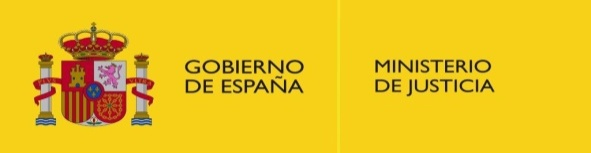 GOBIERNO
DE ESPAÑA
MINISTERIO
DE JUSTICIA